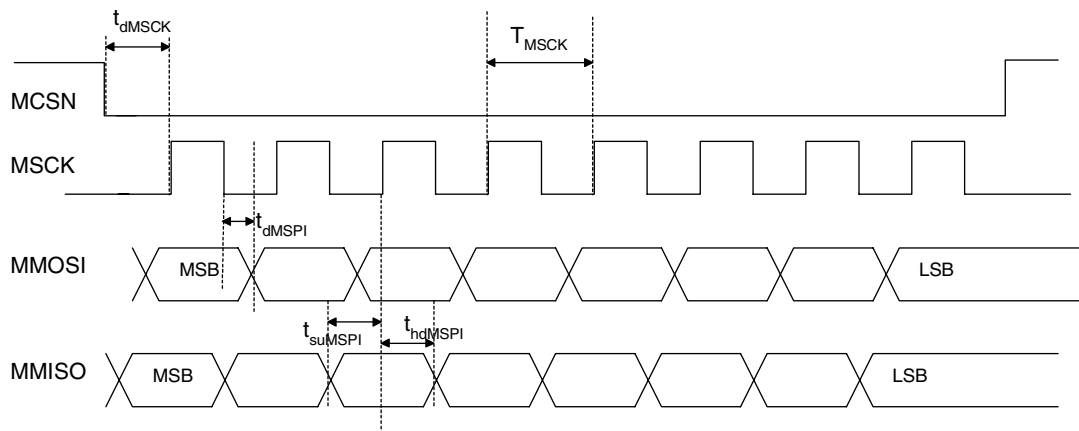 tdMSCK
TMSCK
MCSN
MSCK
tdMSPI
MMOSI
MSB
LSB
tsuMSPI
thdMSPI
MMISO
MSB
LSB